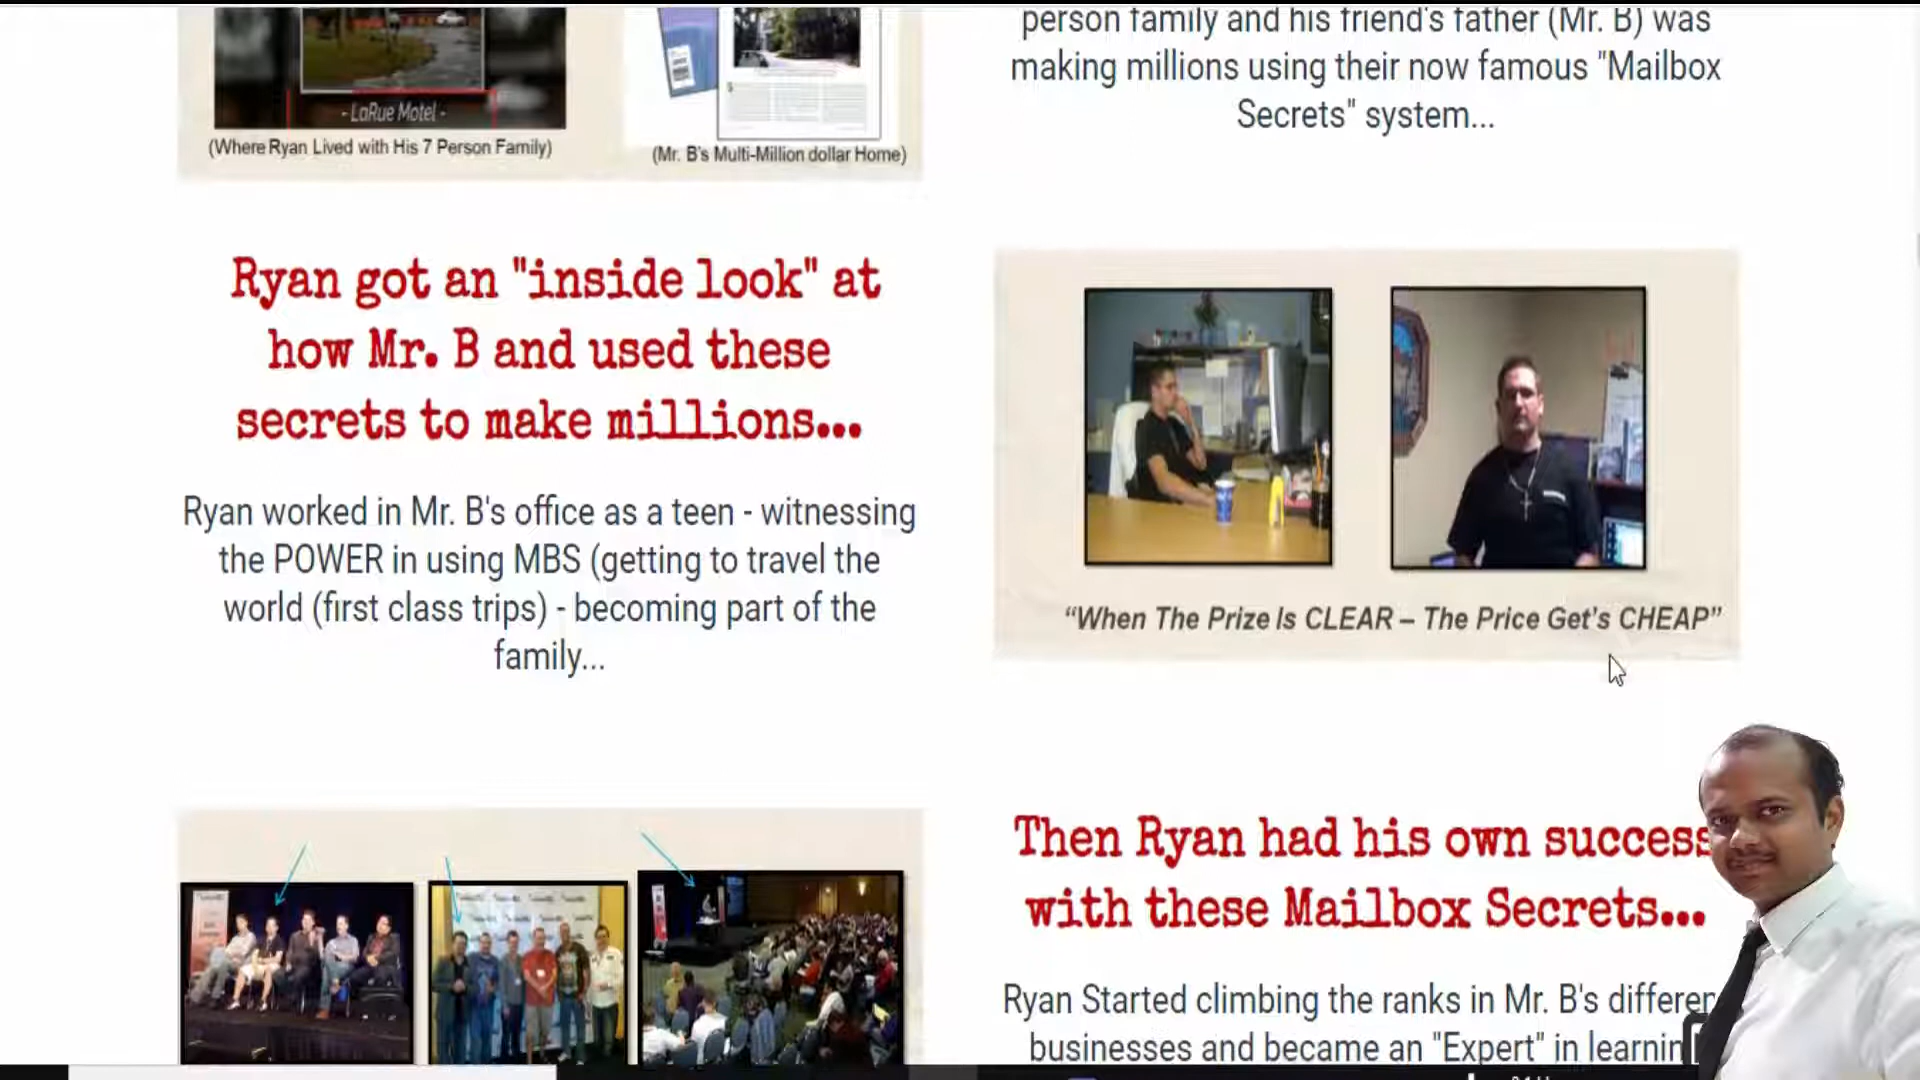 person family and his friend's father (Mr. B) was
making millions using their now famous "Mailbox
Secrets" system...
- LaRue Motel -
(Where Ryan Lived with His 7 Person Family)
(Mr. B's Multi-Million dollar Home)
Ryan got an "inside look" at
how Mr. B and used these
secrets to make millions...
Ryan worked in Mr. B's office as a teen - witnessing
the POWER in using MBS (getting to travel the
world (first class trips) - becoming part of the
family...
“When The Prize Is CLEAR – The Price Get's CHEAP”
Then Ryan had his own success
with these Mailbox Secrets...
Ryan Started climbing the ranks in Mr. B's differen
businesses and became an "Expert" in learnin